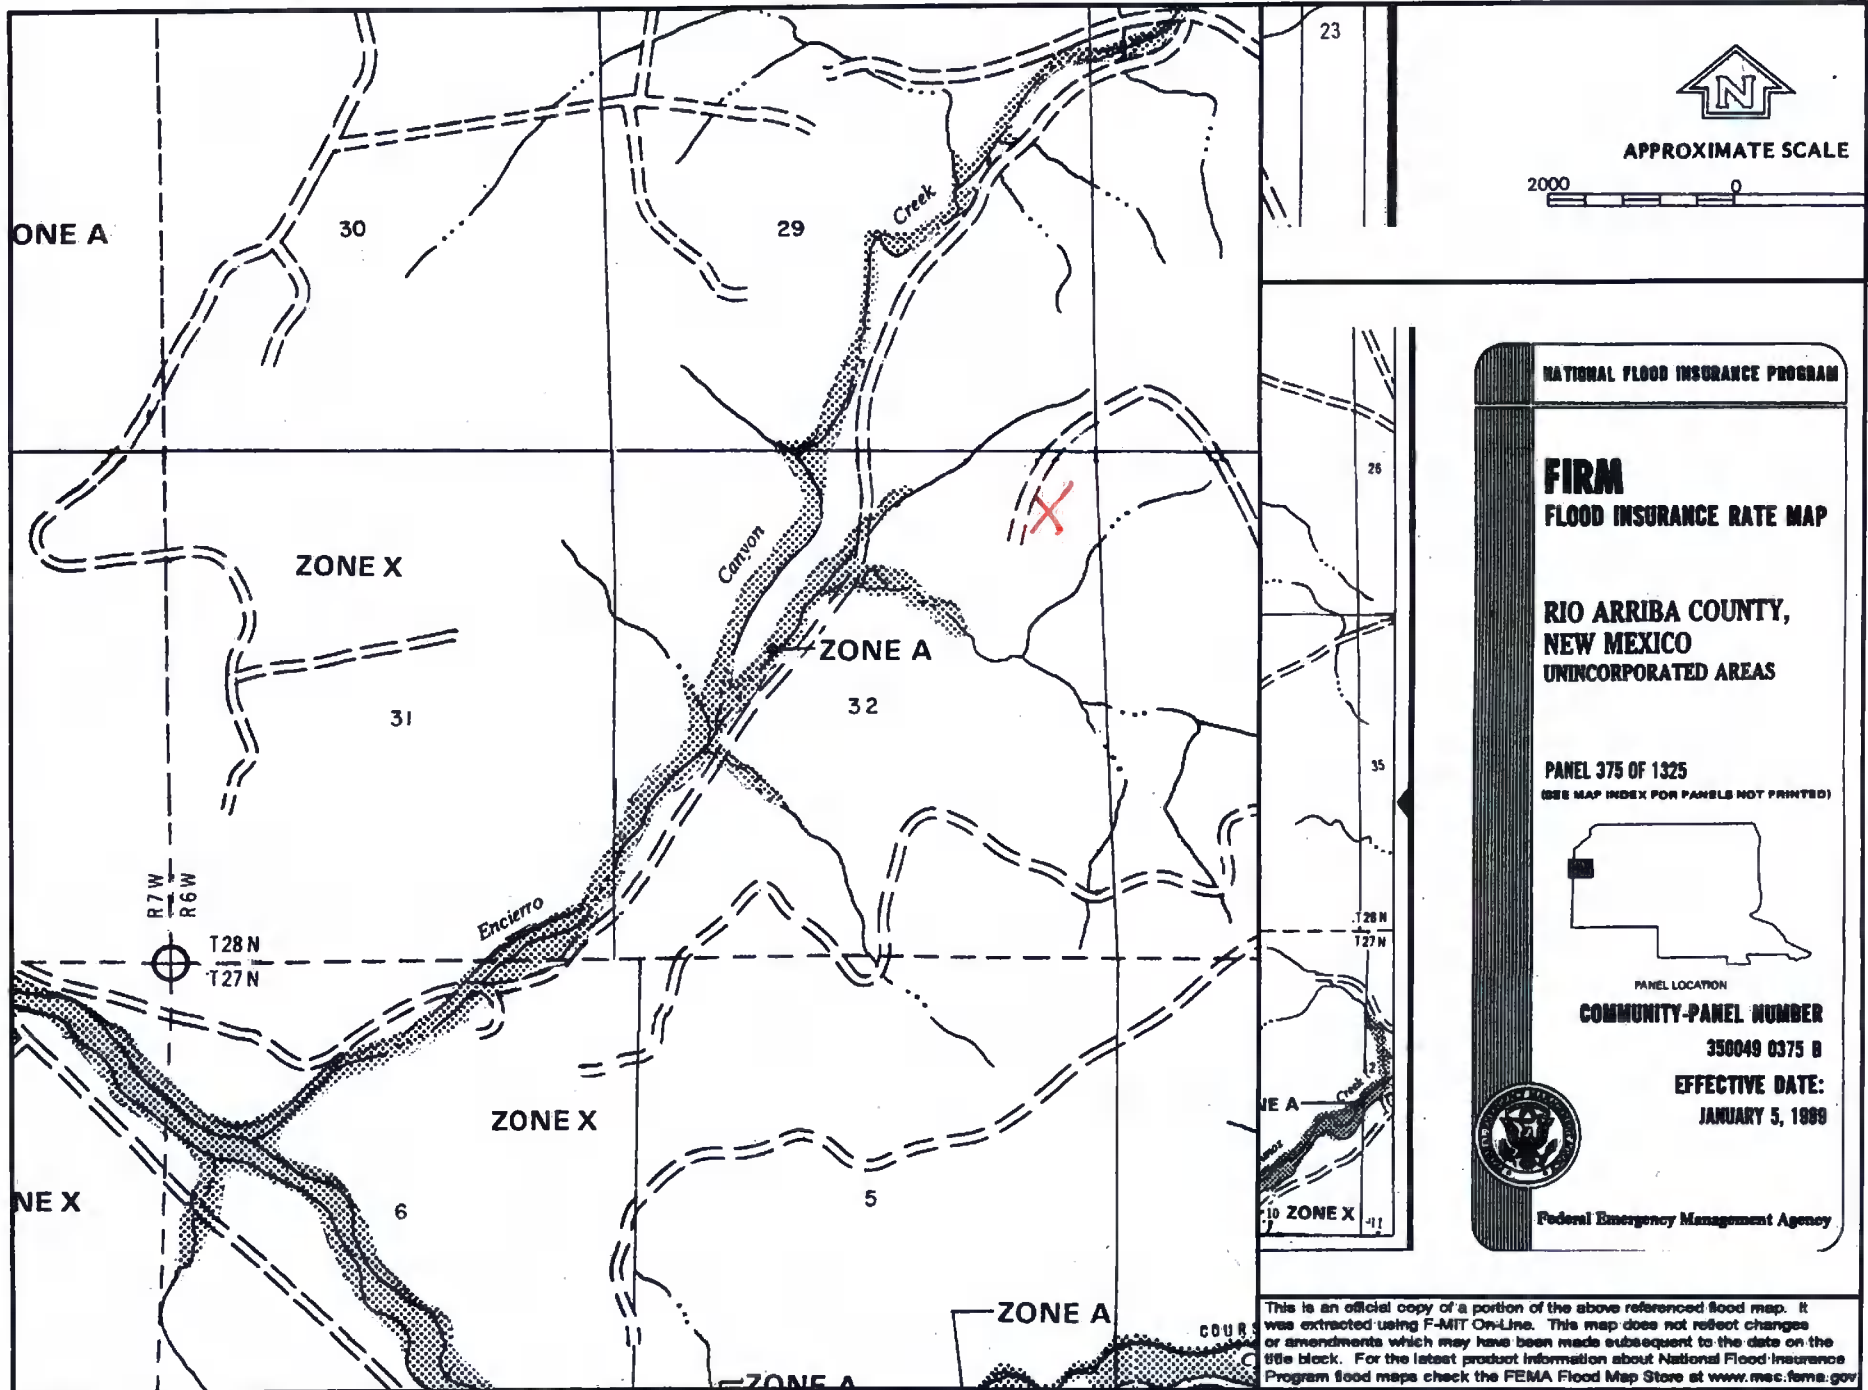 23
N
APPROXIMATE SCALE
2000 0
ONE A
30
29
Creek
NATIONAL FLOOD INSURANCE PROGRAM
26
FIRM
FLOOD INSURANCE RATE MAP
ZONE X
Canyon
RIO ARRIBA COUNTY,
NEW MEXICO
UNINCORPORATED AREAS
ZONE A
32
31
35
PANEL 375 OF 1325
(SEE MAP INDEX FOR PANELS NOT PRINTED)
R7W
R6W
Encierro
T28N
T27N
T28N
T27N
PANEL LOCATION
COMMUNITY-PANEL NUMBER
350049 0375 B
EFFECTIVE DATE:
JANUARY 5, 1989
ZONE X
NE A
Creek
12
NE X
6
5
10
ZONE X
11
Federal Emergency Management Agency
ZONE A
ZONE A
COURS
This is an official copy of a portion of the above referenced flood map. It
was extracted using F-MIT On-Line. This map does not reflect changes
or amendments which may have been made subsequent to the date on the
title block. For the latest product information about National Flood Insurance
Program flood maps check the FEMA Flood Map Store at www.msc.fema.gov